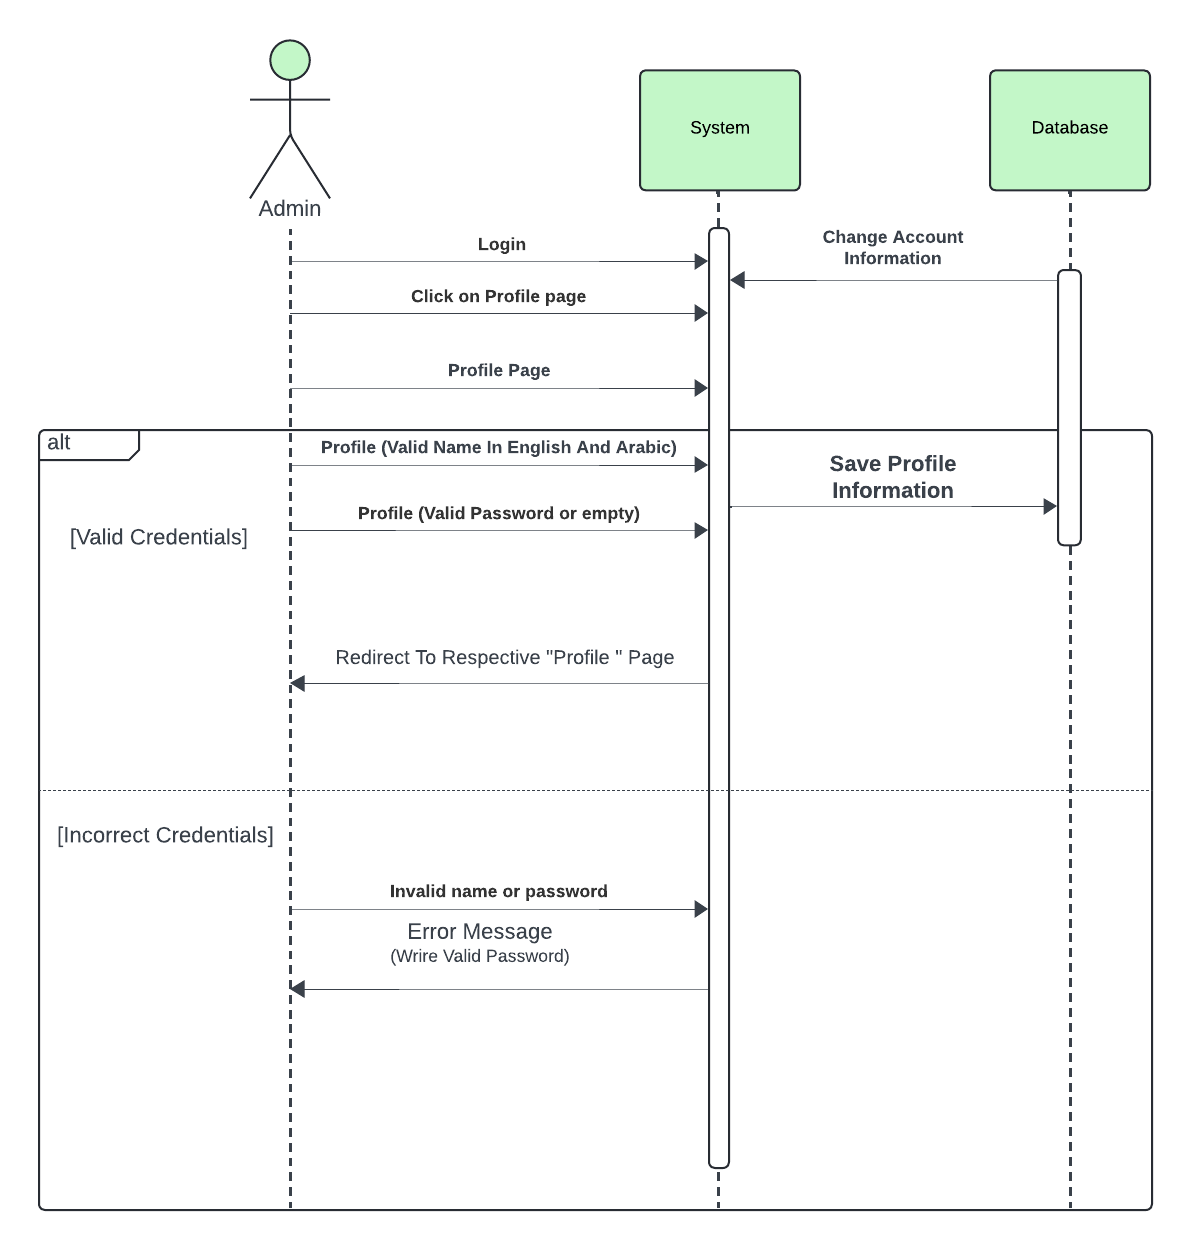 System
Database
Admin
Login
Change Account
Information
Click on Profile page
Profile Page
alt
Profile (Valid Name In English And Arabic)
Save Profile
Information
Profile (Valid Password or empty)
[Valid Credentials]
Redirect To Respective "Profile " Page
[Incorrect Credentials]
Invalid name or password
Error Message
(Wrire Valid Password)